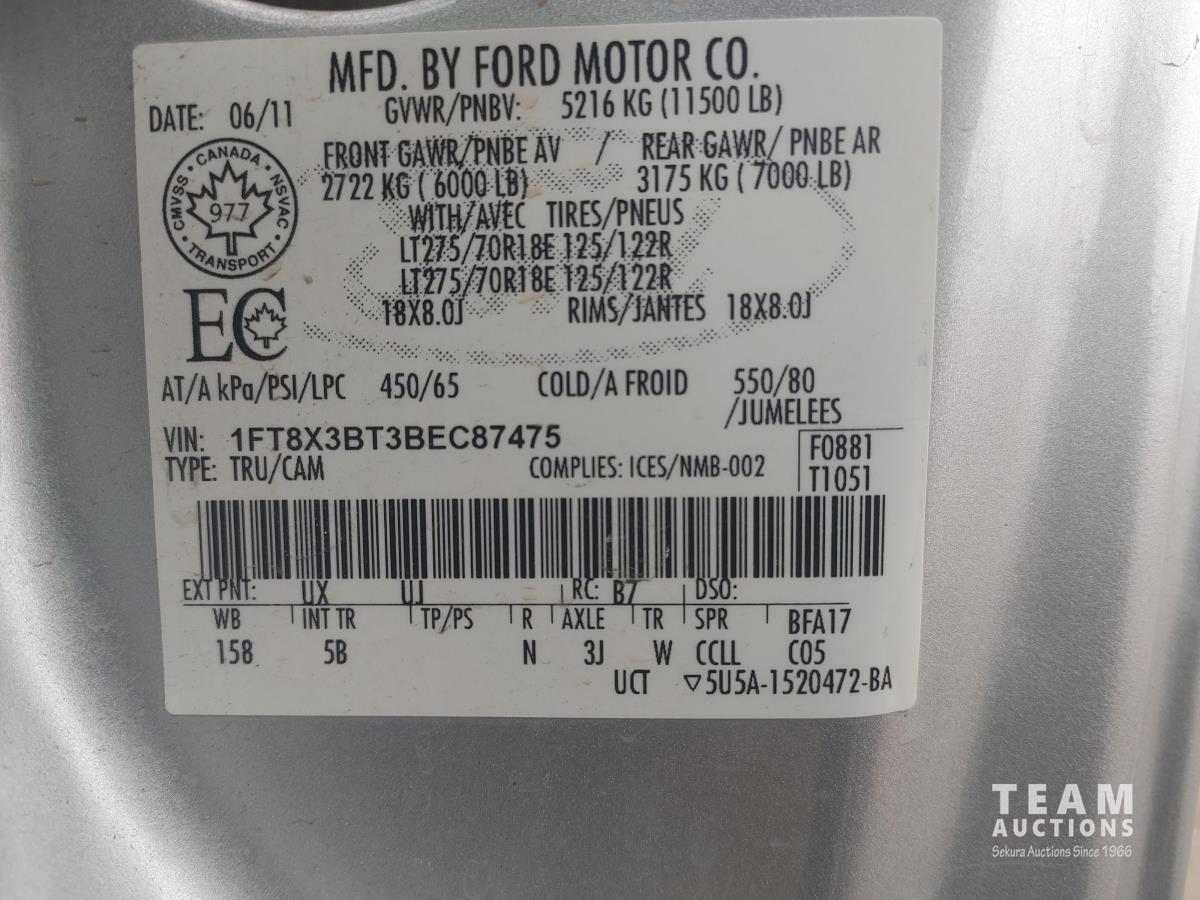 MFD. BY FORD MOTOR CO.
DATE: 06/11 GVWR/PNBV: 5216 KG (11500 LB)
FRONT GAWR/PNBE AV / REAR GAWR/ PNBE AR
2722 KG ( 6000 LB) 3175 KG ( 7000 LB)
WITH/AVEC TIRES/PNEUS
LT275/70R18E 125/122R
LT275/70R18E 125/122R
18X8.0J RIMS/JANTES 18X8.0J
CANADA
CMVSS NSVAC
977
TRANSPORT
EC
AT/A kPa/PSI/LPC 450/65 COLD/A FROID 550/80
/JUMELEES
VIN: 1FT8X3BT3BEC87475
TYPE: TRU/CAM COMPLIES: ICES/NMB-002
F0881
T1051
EXT PNT: UX UJ RC: B7 DSO:
WB INT TR TP/PS R AXLE TR SPR BFA17
158 5B N 3J W CCLL C05
UCT ▽5U5A-1520472-BA
TEAM
AUCTIONS
Sekura Auctions Since 1966